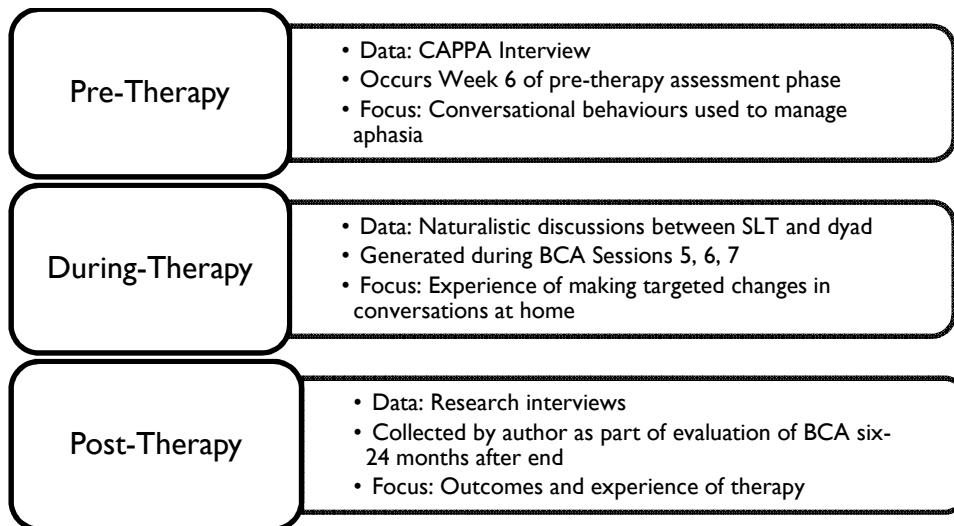 Pre-Therapy
• Data: CAPPA Interview
• Occurs Week 6 of pre-therapy assessment phase
• Focus: Conversational behaviours used to manage
aphasia
During-Therapy
• Data: Naturalistic discussions between SLT and dyad
• Generated during BCA Sessions 5, 6, 7
• Focus: Experience of making targeted changes in
conversations at home
Post-Therapy
• Data: Research interviews
• Collected by author as part of evaluation of BCA six-
24 months after end
• Focus: Outcomes and experience of therapy